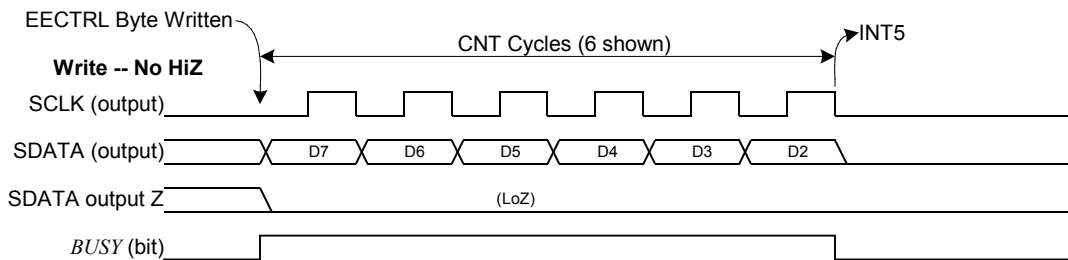 EECTRL Byte Written
CNT Cycles (6 shown)
INT5
Write -- No HiZ
SCLK (output)
SDATA (output)
D7 D6 D5 D4 D3 D2
SDATA output Z
(LoZ)
BUSY (bit)